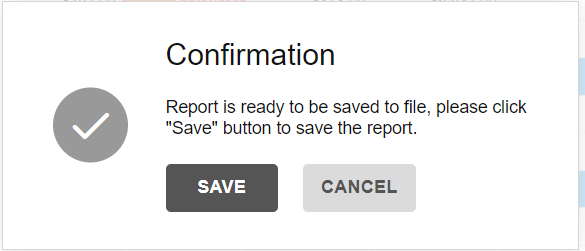 Confirmation
Report is ready to be saved to file, please click
"Save" button to save the report.
SAVE
CANCEL